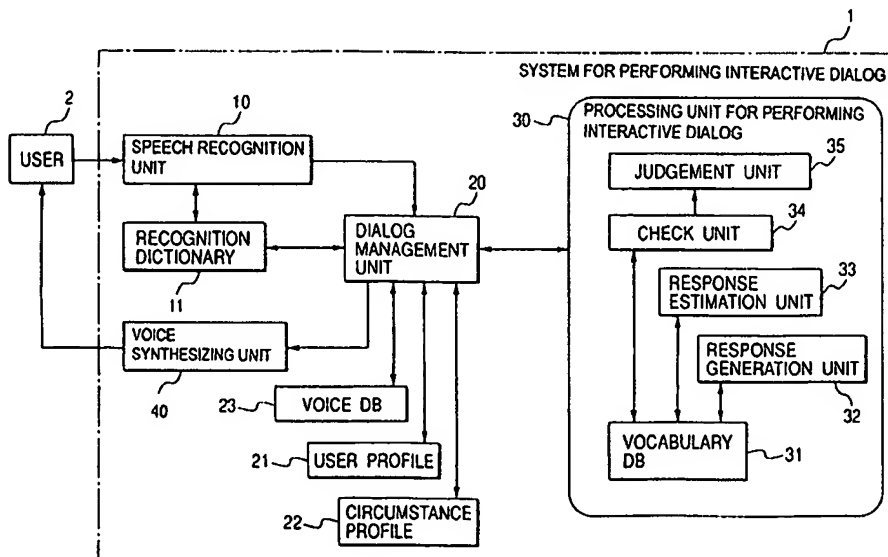 1
SYSTEM FOR PERFORMING INTERACTIVE DIALOG
2
USER
10
SPEECH RECOGNITION
UNIT
RECOGNITION
DICTIONARY
11
VOICE
SYNTHESIZING UNIT
40
20
DIALOG
MANAGEMENT
UNIT
23
VOICE DB
21
USER PROFILE
22
CIRCUMSTANCE
PROFILE
30
PROCESSING UNIT FOR PERFORMING
INTERACTIVE DIALOG
JUDGEMENT UNIT
35
CHECK UNIT
34
RESPONSE
ESTIMATION UNIT
33
RESPONSE
GENERATION UNIT
32
VOCABULARY
DB
31